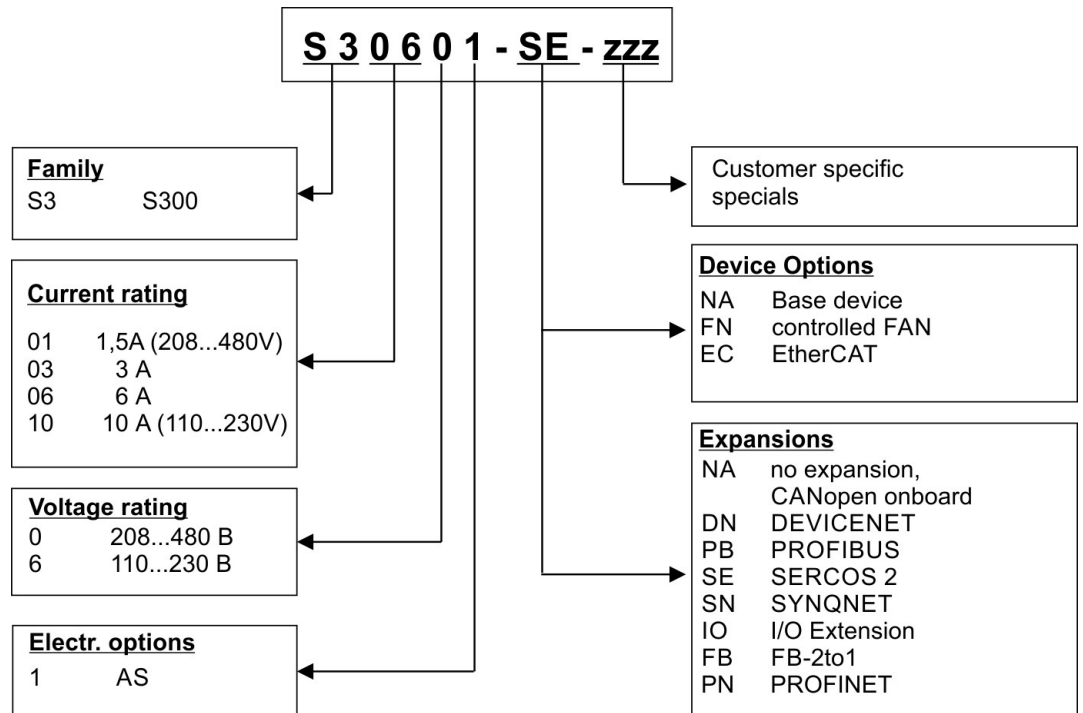 S 3 0 6 0 1 - SE - zzz
Family
S3 S300
Current rating
01 1,5A (208...480V)
03 3 A
06 6 A
10 10 A (110...230V)
Voltage rating
0 208...480 B
6 110...230 B
Electr. options
1 AS
Customer specific
specials
Device Options
NA Base device
FN controlled FAN
EC EtherCAT
Expansions
NA no expansion,
CANopen onboard
DN DEVICENET
PB PROFIBUS
SE SERCOS 2
SN SYNQNET
IO I/O Extension
FB FB-2to1
PN PROFINET